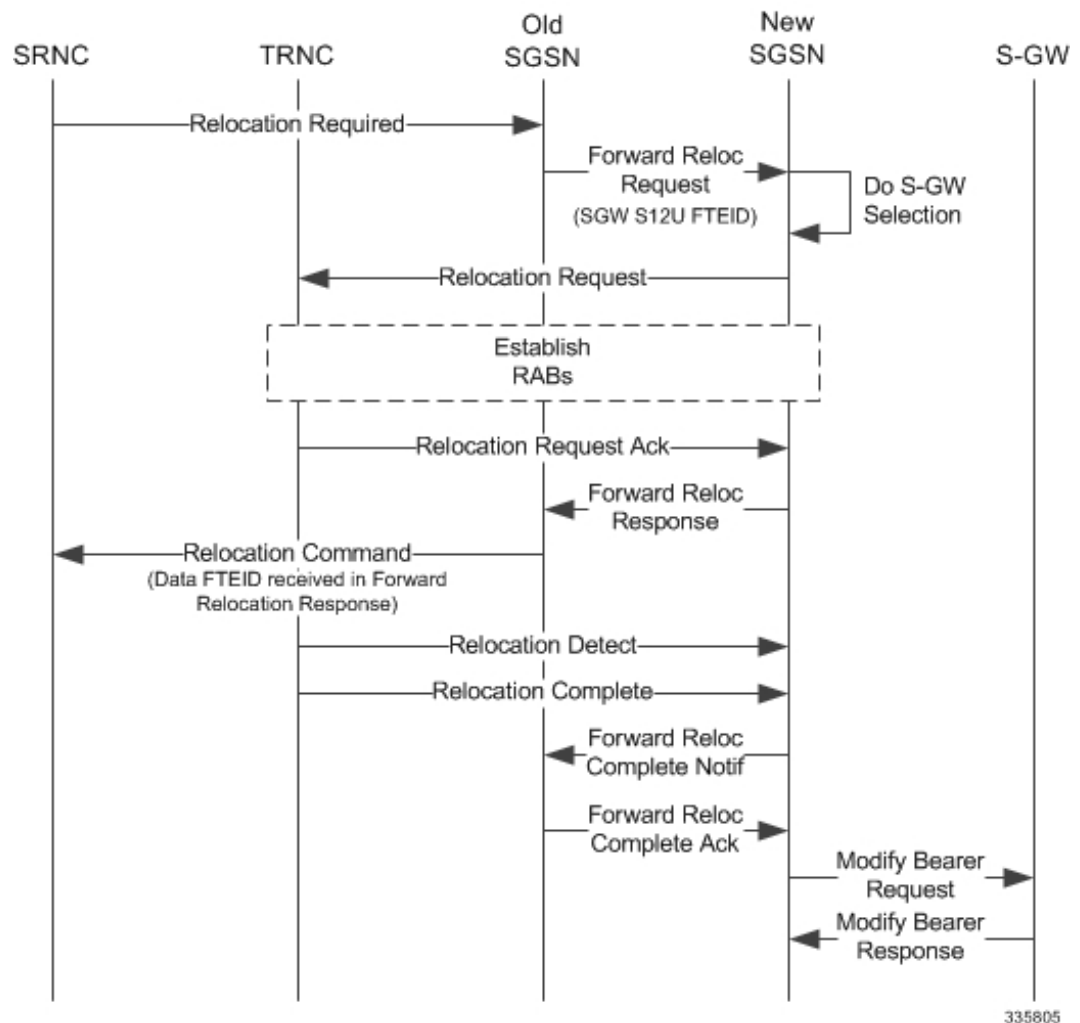 Old
New
SRNC
TRNC
SGSN
SGSN
S-GW
Relocation Required
Forward Reloc
Request
(SGW S12U FTEID)
Do S-GW
Selection
Relocation Request
Establish
RABs
Relocation Request Ack
Forward Reloc
Response
Relocation Command
(Data FTEID received in Forward
Relocation Response)
Relocation Detect
Relocation Complete
Forward Reloc
Complete Notif
Forward Reloc
Complete Ack
Modify Bearer
Request
Modify Bearer
Response
335805